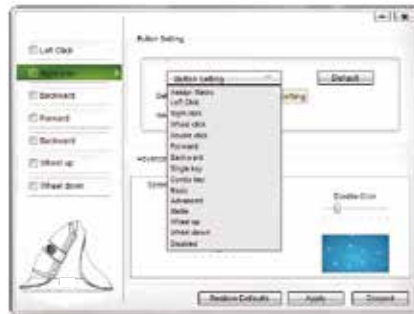 Button Setting
Left Click
Button Setting
Default
Backward
Assign Macro
Left Click
Right click
Wheel click
Double click
Forward
Backward
Single key
Combo key
Basic
Advanced
Media
Wheel up
Wheel down
Disabled
Forward
Backward
Wheel up
Wheel down
Double-Click
Restore Defaults
Apply